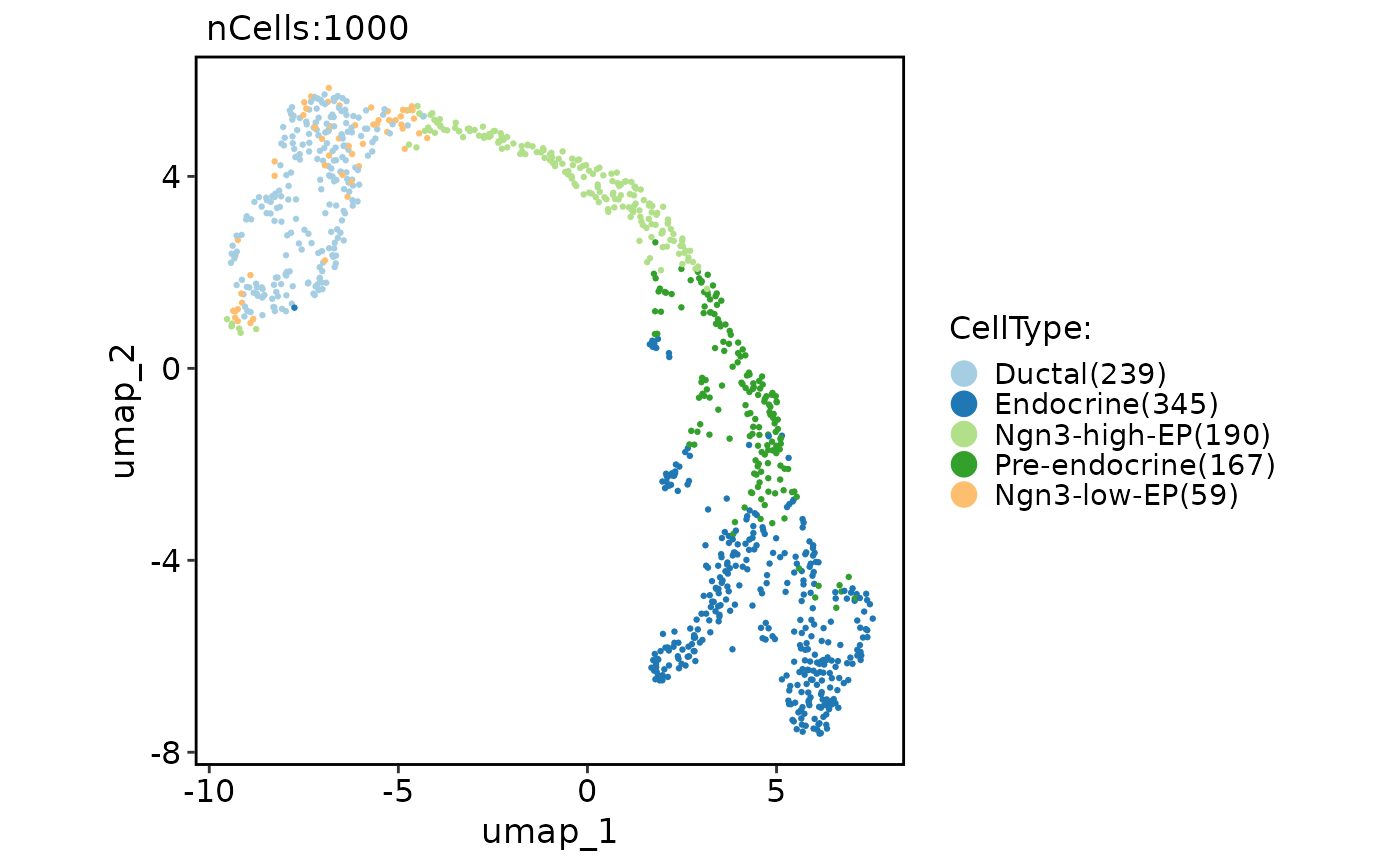 nCells:1000
umap_2
4
0
-4
-8
-10 -5 0 5
umap_1
CellType:
Ductal(239)
Endocrine(345)
Ngn3-high-EP(190)
Pre-endocrine(167)
Ngn3-low-EP(59)